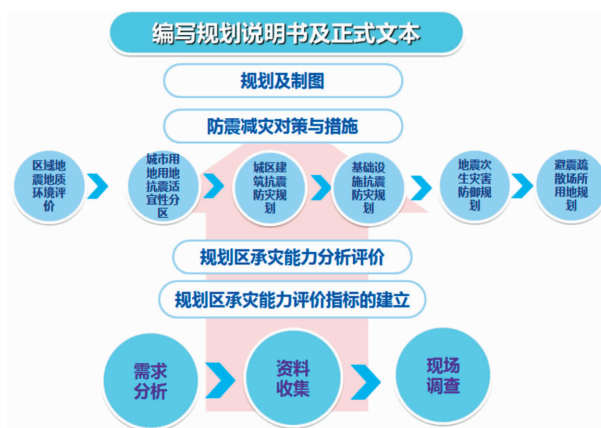 编写规划说明书及正式文本
规划及制图
防震减灾对策与措施
区域地
震地质
环境评
价
城市用
地用地
抗震适
宜性分
区
城区建
筑抗震
防灾规
划
基础设
施抗震
防灾规
划
地震次
生灾害
防御规
划
避震疏
散场所
用地规
划
规划区承灾能力分析评价
规划区承灾能力评价指标的建立
需求
分析
资料
收集
现场
调查